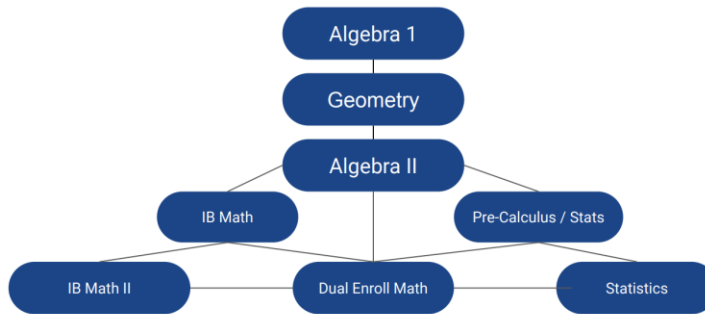 Algebra 1
Geometry
Algebra II
IB Math
Pre-Calculus / Stats
IB Math II
Dual Enroll Math
Statistics